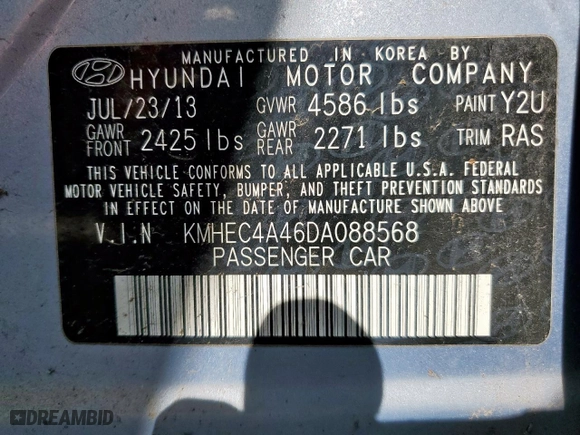 MANUFACTURED IN KOREA BY
HYUNDAI MOTOR COMPANY
JUL/23/13 GVWR 4586 lbs PAINT Y2U
GAWR FRONT 2425 lbs GAWR REAR 2271 lbs TRIM RAS
THIS VEHICLE CONFORMS TO ALL APPLICABLE U.S.A. FEDERAL
MOTOR VEHICLE SAFETY, BUMPER, AND THEFT PREVENTION STANDARDS
IN EFFECT ON THE DATE OF MANUFACTURE SHOWN ABOVE
V.I.N KMHEC4A46DA088568
PASSENGER CAR
DREAMBID